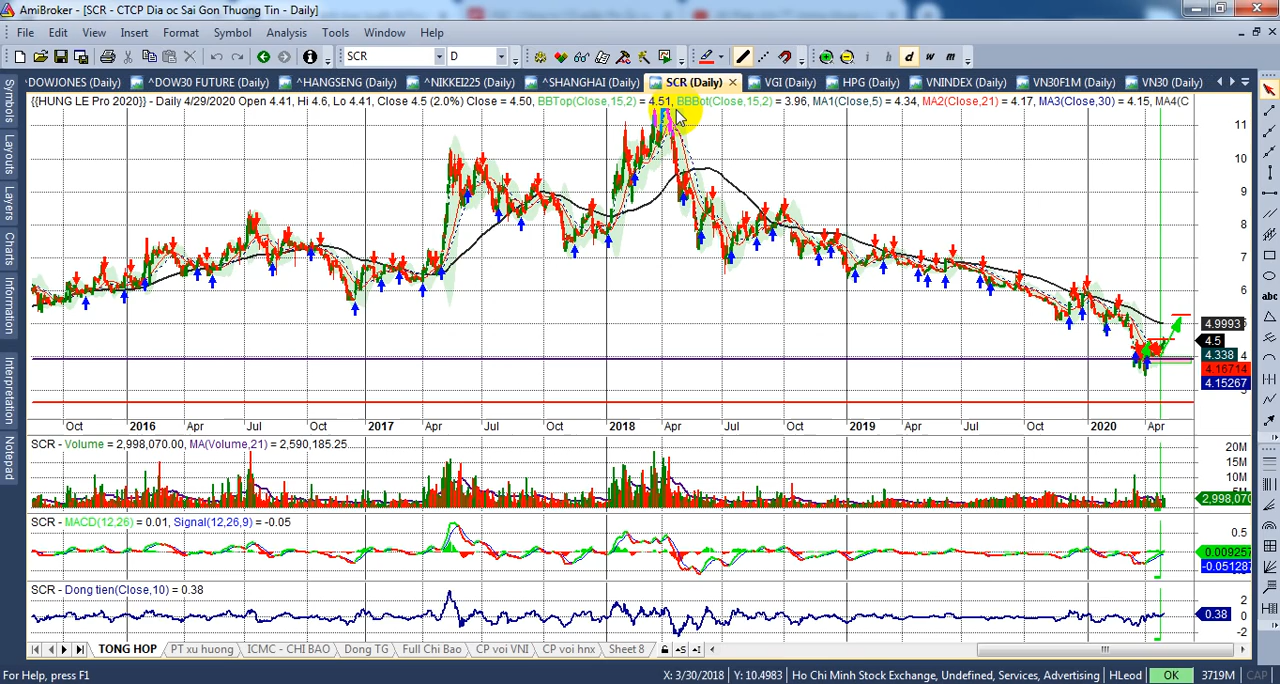 AmiBroker - [SCR - CTCP Dia oc Sai Gon Thuong Tin - Daily]
File Edit View Insert Format Symbol Analysis Tools Window Help
SCR D d w m
DOWJONES (Daily) ^DOW30 FUTURE (Daily) ^HANGSENG (Daily) ^NIKKEI225 (Daily) ^SHANGHAI (Daily) SCR (Daily) VGI (Daily) HPG (Daily) VNINDEX (Daily) VN30F1M (Daily) VN30 (Daily)
{{HUNG LE Pro 2020}} - Daily 4/29/2020 Open 4.41, Hi 4.6, Lo 4.41, Close 4.5 (2.0%) Close = 4.50, BBTop(Close,15,2) = 4.51, BBBot(Close,15,2) = 3.96, MA1(Close,5) = 4.34, MA2(Close,21) = 4.17, MA3(Close,30) = 4.15, MA4(C
Symbols
Layouts
Layers
Charts
Information
Interpretation
Notepad
abc
11
10
9
8
7
6
4.9993
4.5
4.338 4
4.16714
4.15267
Oct 2016 Apr Jul Oct 2017 Apr Jul Oct 2018 Apr Jul Oct 2019 Apr Jul Oct 2020 Apr
SCR - Volume = 2,998,070.00, MA(Volume,21) = 2,590,185.25
20M
15M
10M
5M
2,998,070
SCR - MACD(12,26) = 0.01, Signal(12,26,9) = -0.05
0.5
0.009257
-0.051287
SCR - Dong tien(Close,10) = 0.38
2
0.38
-2
TONG HOP PT xu huong ICMC - CHI BAO Dong TG Full Chi Bao CP voi VNI CP voi hnx Sheet 8
For Help, press F1 X: 3/30/2018 Y: 10.4983 Ho Chi Minh Stock Exchange, Undefined, Services, Advertising HLeod OK 3719M CAP